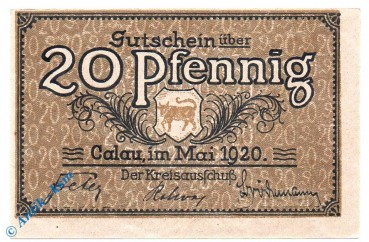 Gutschein über
20 Pfennig
Calau, im Mai 1920.
Der Kreisausschuß